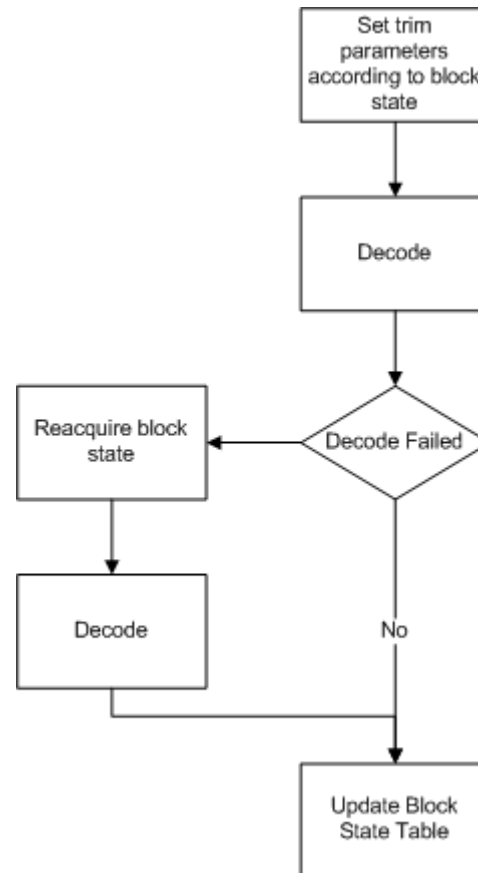 Set trim
parameters
according to block
state
Decode
Decode Failed
Reacquire block
state
Decode
No
Update Block
State Table